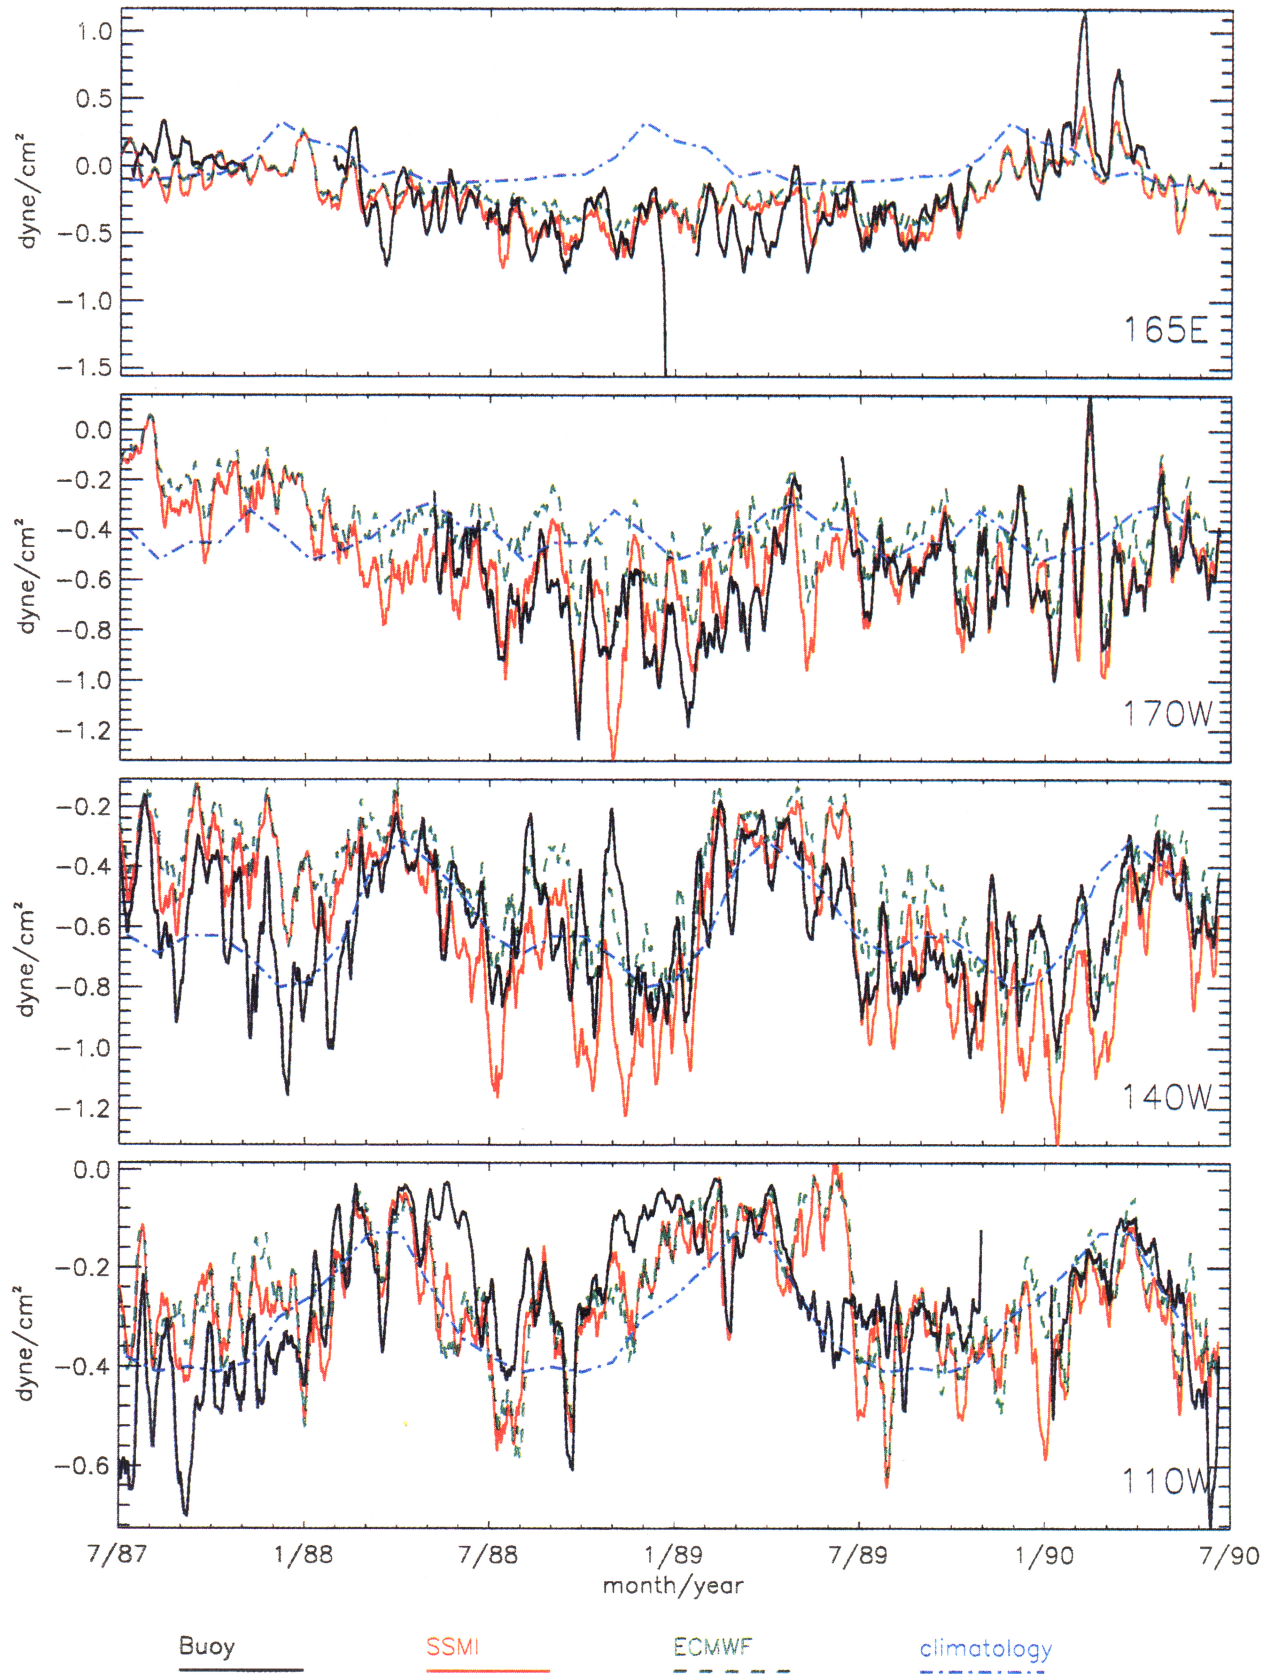 1.0
0.5
0.0
−0.5
−1.0
−1.5
dyne/cm²
165E
0.0
−0.2
−0.4
−0.6
−0.8
−1.0
−1.2
dyne/cm²
170W
−0.2
−0.4
−0.6
−0.8
−1.0
−1.2
dyne/cm²
140W
0.0
−0.2
−0.4
−0.6
dyne/cm²
110W
7/87 1/88 7/88 1/89 7/89 1/90 7/90
month/year
Buoy SSMI ECMWF climatology